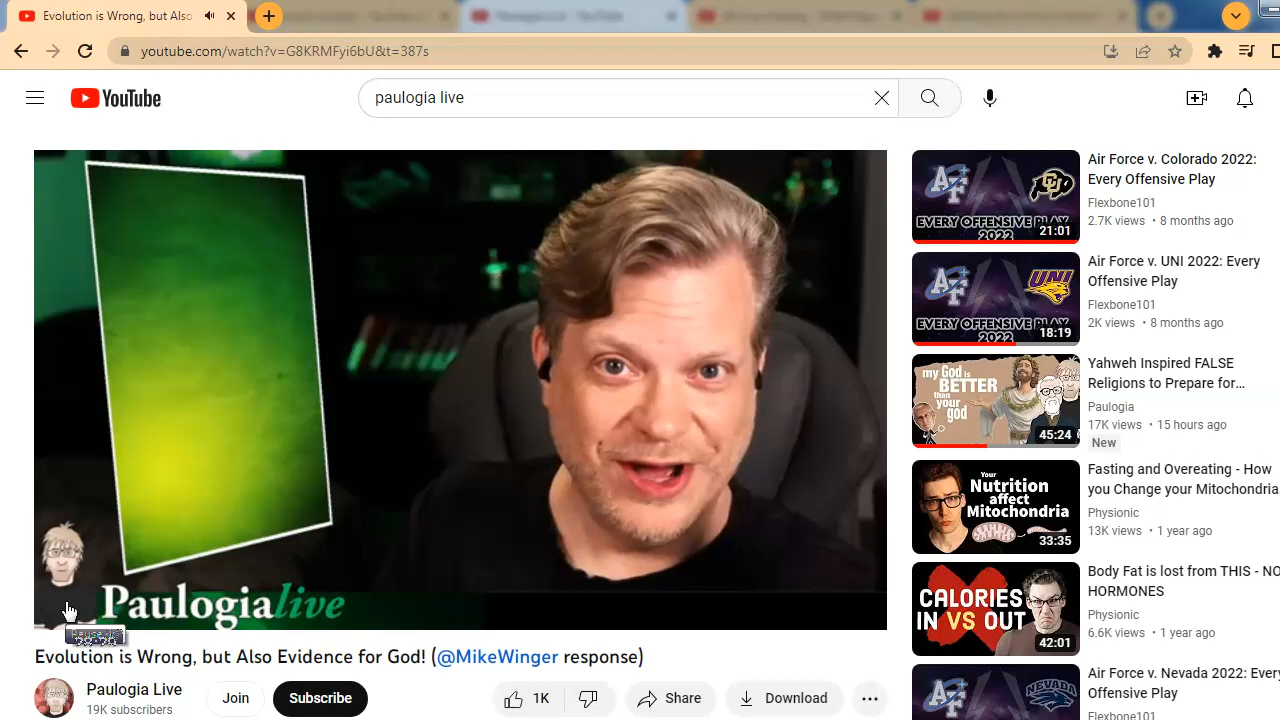 Evolution is Wrong, but Also
youtube.com/watch?v=G8KRMFyi6bU&t=387s
YouTube
paulogia live
Paulogialive
Evolution is Wrong, but Also Evidence for God! (@MikeWinger response)
Paulogia Live
19K subscribers
Join
Subscribe
1K
Share
Download
AF
CU
EVERY OFFENSIVE PLAY
2022
21:01
Air Force v. Colorado 2022:
Every Offensive Play
Flexbone101
2.7K views • 8 months ago
AF
UNI
EVERY OFFENSIVE PLAY
2022
18:19
Air Force v. UNI 2022: Every
Offensive Play
Flexbone101
2K views • 8 months ago
my God is
BETTER
than
your
god
45:24
Yahweh Inspired FALSE
Religions to Prepare for...
Paulogia
17K views • 15 hours ago
New
Your
Nutrition
affect
Mitochondria
33:35
Fasting and Overeating - How
you Change your Mitochondria
Physionic
13K views • 1 year ago
CALORIES
IN VS OUT
42:01
Body Fat is lost from THIS - NO
HORMONES
Physionic
6.6K views • 1 year ago
AF
NEVADA
Air Force v. Nevada 2022: Every
Offensive Play
Flexbone101